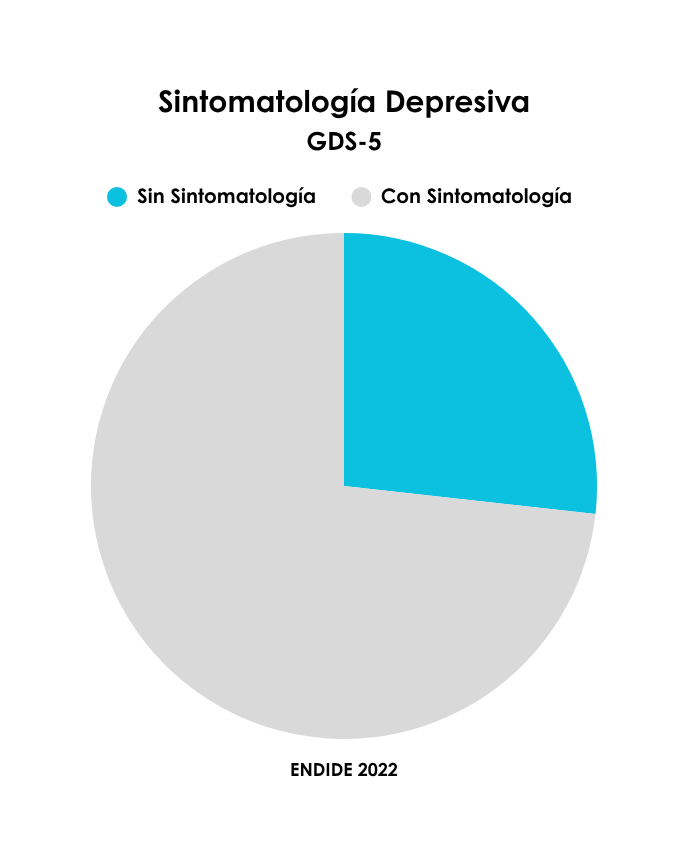 Sintomatología Depresiva
GDS-5
Sin Sintomatología
Con Sintomatología
ENDIDE 2022